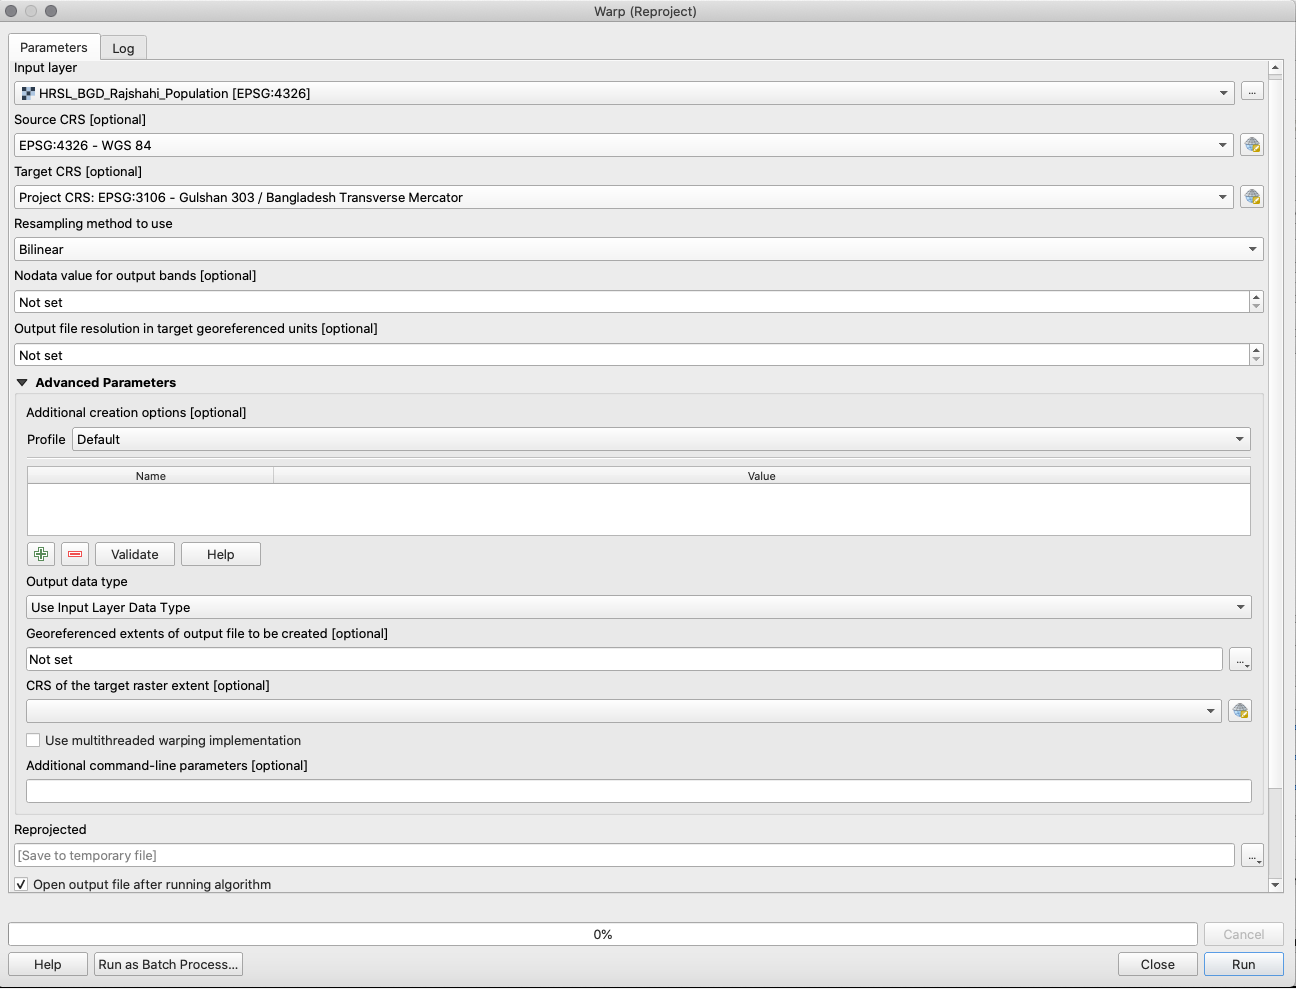 Warp (Reproject)
Parameters
Log
Input layer
HRSL_BGD_Rajshahi_Population [EPSG:4326]
...
Source CRS [optional]
EPSG:4326 - WGS 84
Target CRS [optional]
Project CRS: EPSG:3106 - Gulshan 303 / Bangladesh Transverse Mercator
Resampling method to use
Bilinear
Nodata value for output bands [optional]
Not set
Output file resolution in target georeferenced units [optional]
Not set
Advanced Parameters
Additional creation options [optional]
Profile Default
Name Value
Validate Help
Output data type
Use Input Layer Data Type
Georeferenced extents of output file to be created [optional]
Not set
...
CRS of the target raster extent [optional]
Use multithreaded warping implementation
Additional command-line parameters [optional]
Reprojected
[Save to temporary file]
...
Open output file after running algorithm
0%
Cancel
Help Run as Batch Process... Close Run